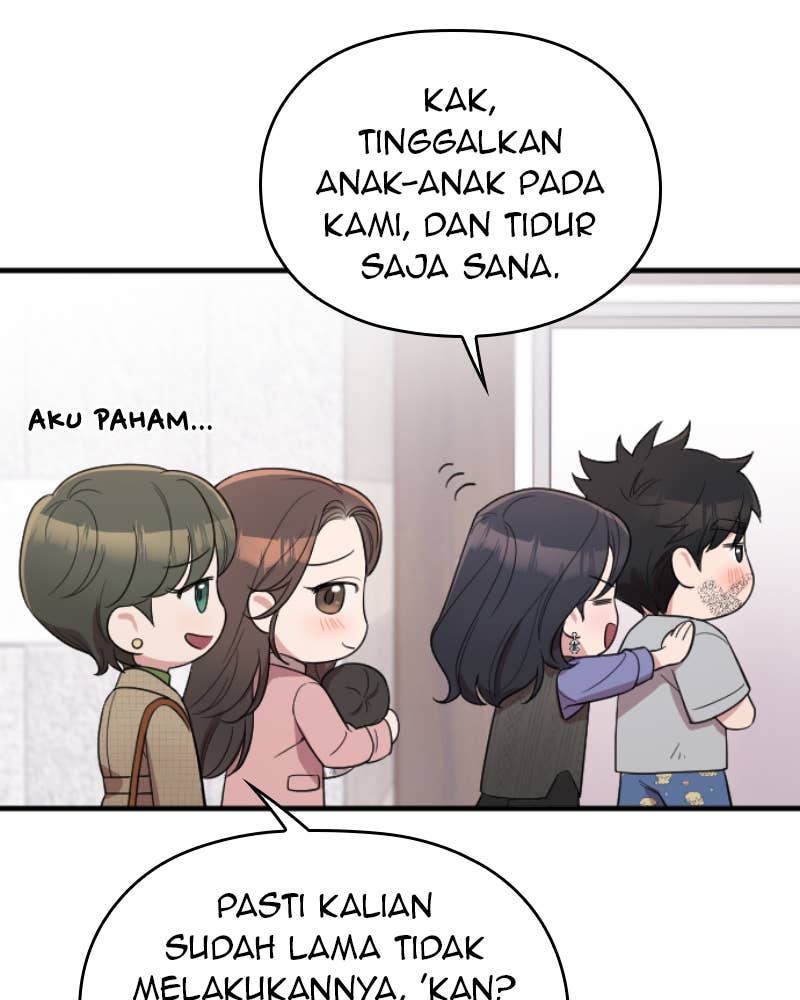 KAK,
TINGGALKAN
ANAK-ANAK PADA
KAMI, DAN TIDUR
SAJA SANA.
AKU PAHAM...
PASTI KALIAN
SUDAH LAMA TIDAK
MELAKUKANNYA, 'KAN?